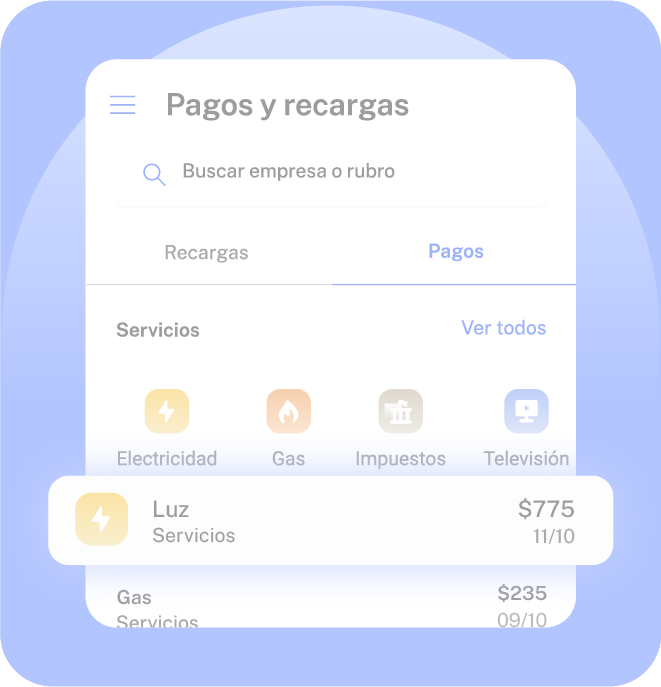 Pagos y recargas
Buscar empresa o rubro
Recargas Pagos
Servicios Ver todos
Electricidad Gas Impuestos Televisión
Luz $775
Servicios 11/10
Gas $235
Servicios 09/10